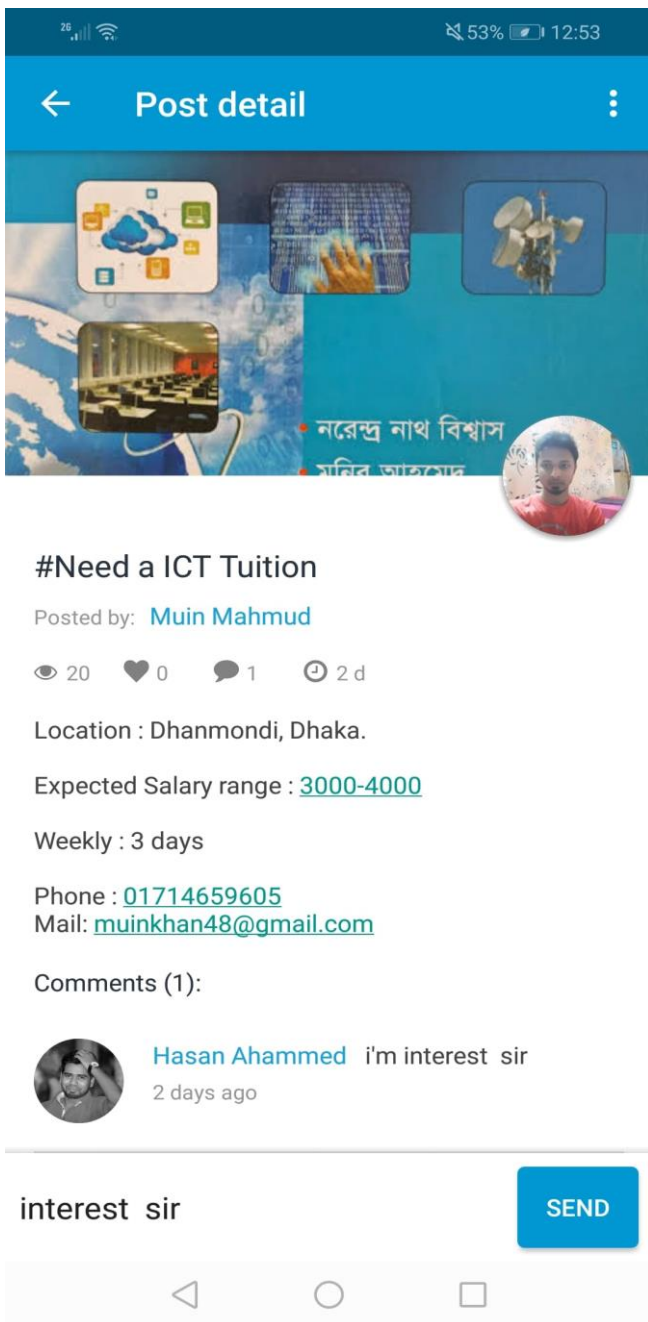 2G 53% 12:53
Post detail
নরেন্দ্র নাথ বিশ্বাস
মুনির আহমেদ
#Need a ICT Tuition
Posted by: Muin Mahmud
20 0 1 2 d
Location : Dhanmondi, Dhaka.
Expected Salary range : 3000-4000
Weekly : 3 days
Phone : 01714659605
Mail: muinkhan48@gmail.com
Comments (1):
Hasan Ahammed i'm interest sir
2 days ago
interest sir
SEND